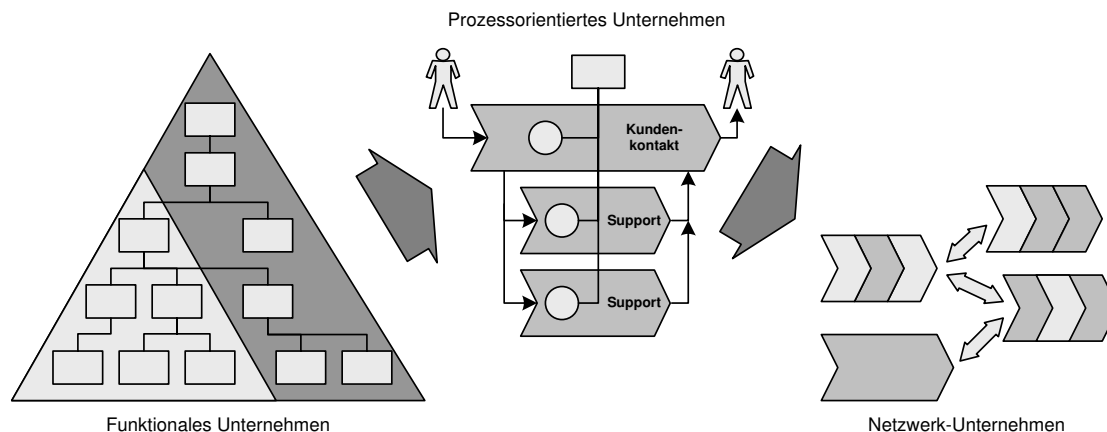 Prozessorientiertes Unternehmen
Kunden-
kontakt
Support
Support
Funktionales Unternehmen
Netzwerk-Unternehmen